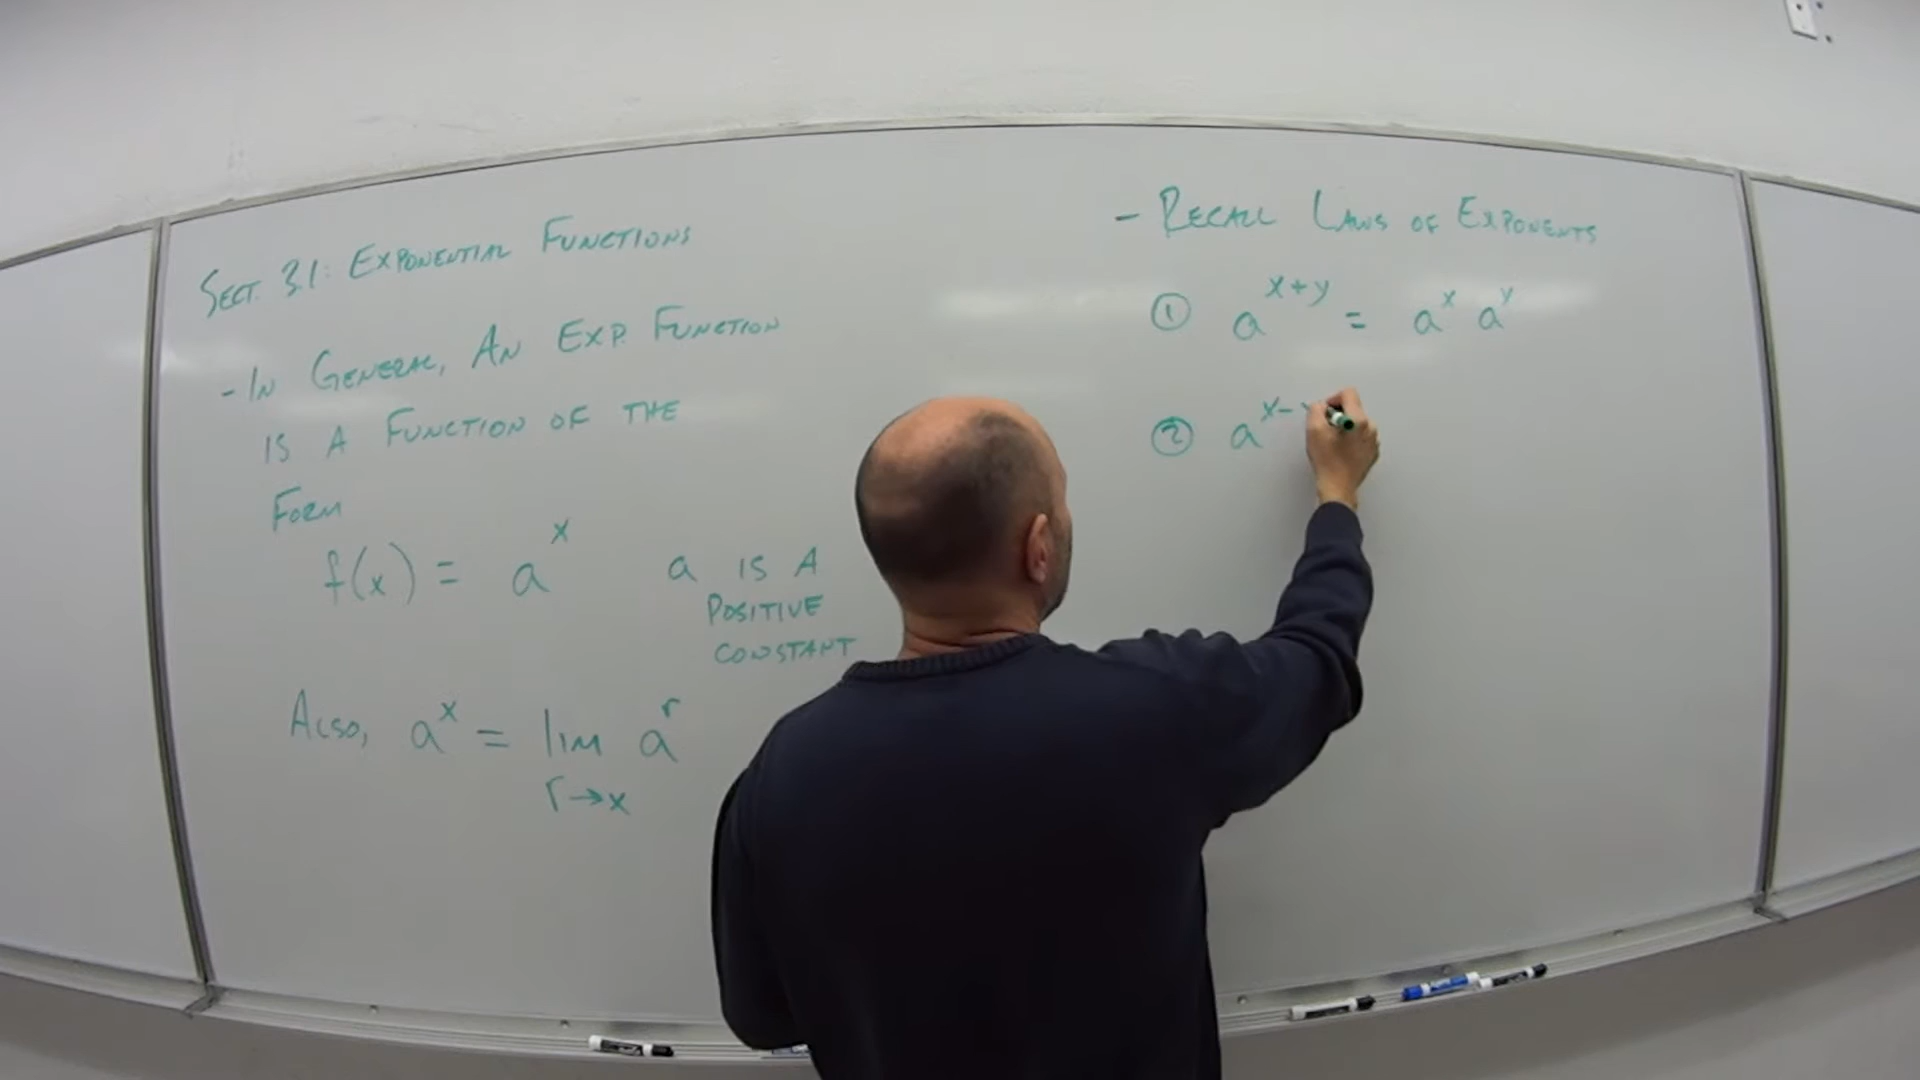 SECT. 3.1: EXPONENTIAL FUNCTIONS
- IN GENERAL, AN EXP. FUNCTION
IS A FUNCTION OF THE
FORM
f(x) = a^x   a IS A
POSITIVE
CONSTANT
ALSO, a^x = lim a^r
r→x
- RECALL LAWS OF EXPONENTS
① a^{x+y} = a^x a^y
② a^{x-